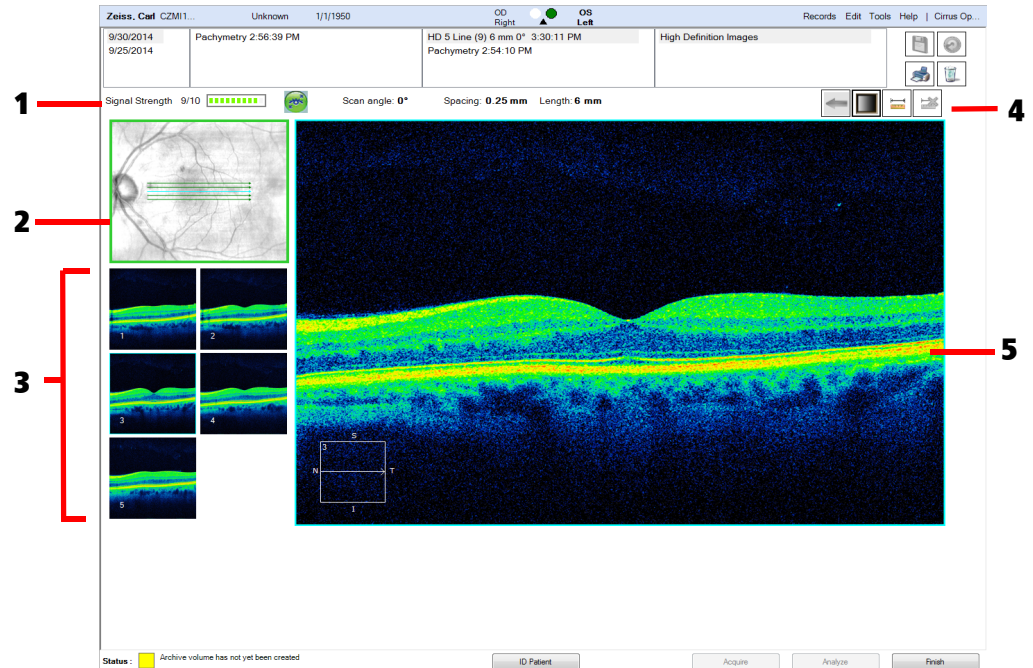 Zeiss, Carl CZMI1... Unknown 1/1/1950 OD Right OS Left Records Edit Tools Help | Cirrus Op...
9/30/2014 Pachymetry 2:56:39 PM HD 5 Line (9) 6 mm 0° 3:30:11 PM High Definition Images
9/25/2014 Pachymetry 2:54:10 PM
1 Signal Strength 9/10 Scan angle: 0° Spacing: 0.25 mm Length: 6 mm 4
2
1 2
3 5
3 4
S
3
N T
5 I
Status : Archive volume has not yet been created ID Patient Acquire Analyze Finish